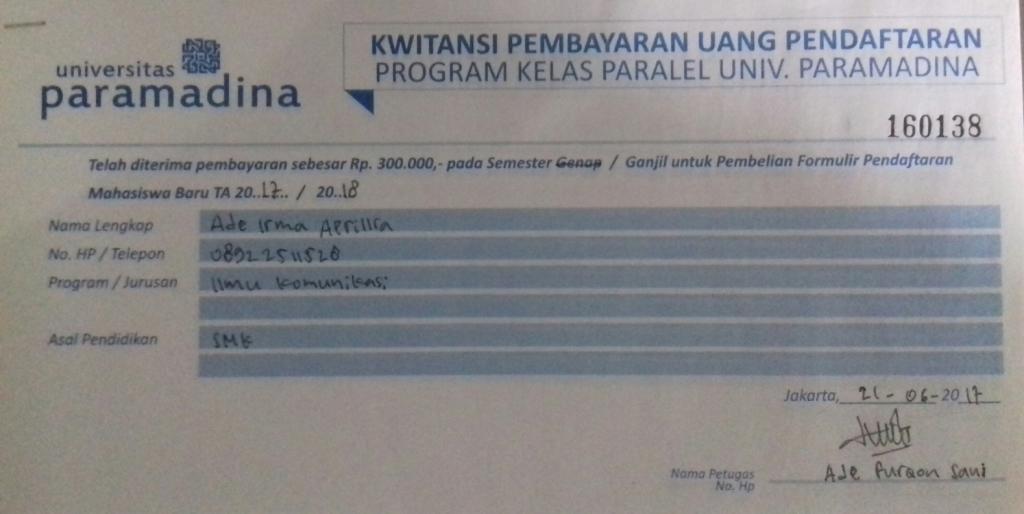 universitas
paramadina
KWITANSI PEMBAYARAN UANG PENDAFTARAN
PROGRAM KELAS PARALEL UNIV. PARAMADINA
160138
Telah diterima pembayaran sebesar Rp. 300.000,- pada Semester Genap / Ganjil untuk Pembelian Formulir Pendaftaran
Mahasiswa Baru TA 20..17.. / 20..18
Nama Lengkap Ade Irma Aprillia
No. HP / Telepon
Program / Jurusan Ilmu Komunikasi
Asal Pendidikan SMK
Jakarta, 21-06-2017
Nama Petugas Ade Furqon Sani
No. Hp